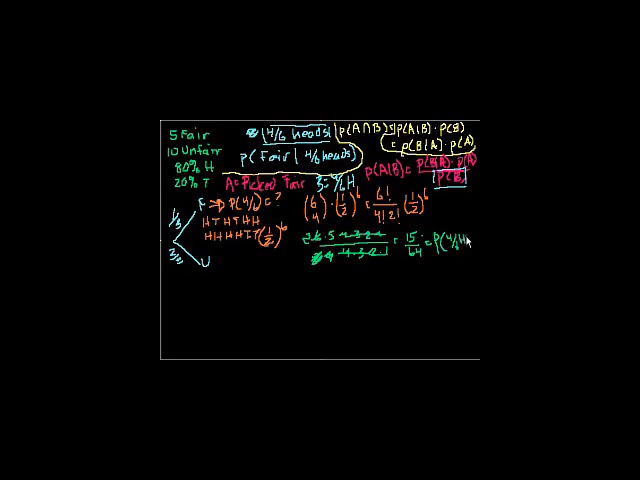 5 Fair
10 Unfair
80% H
20% T
4/6 heads
P(A∩B) = P(A|B) · P(B)
= P(B|A) · P(A)
P(Fair | 4/6 heads)
P(A|B) = P(B|A) · P(A)
P(B)
A = Picked Fair B = 4/6 H
1/3 F ⇒ P(4/6) = ?
(6 4) · (1/2)^6 = 6! / 4! 2! (1/2)^6
H T H T H H
H H H H T T (1/2)^6
2/3 U
= 15/64 = P(4/6 H